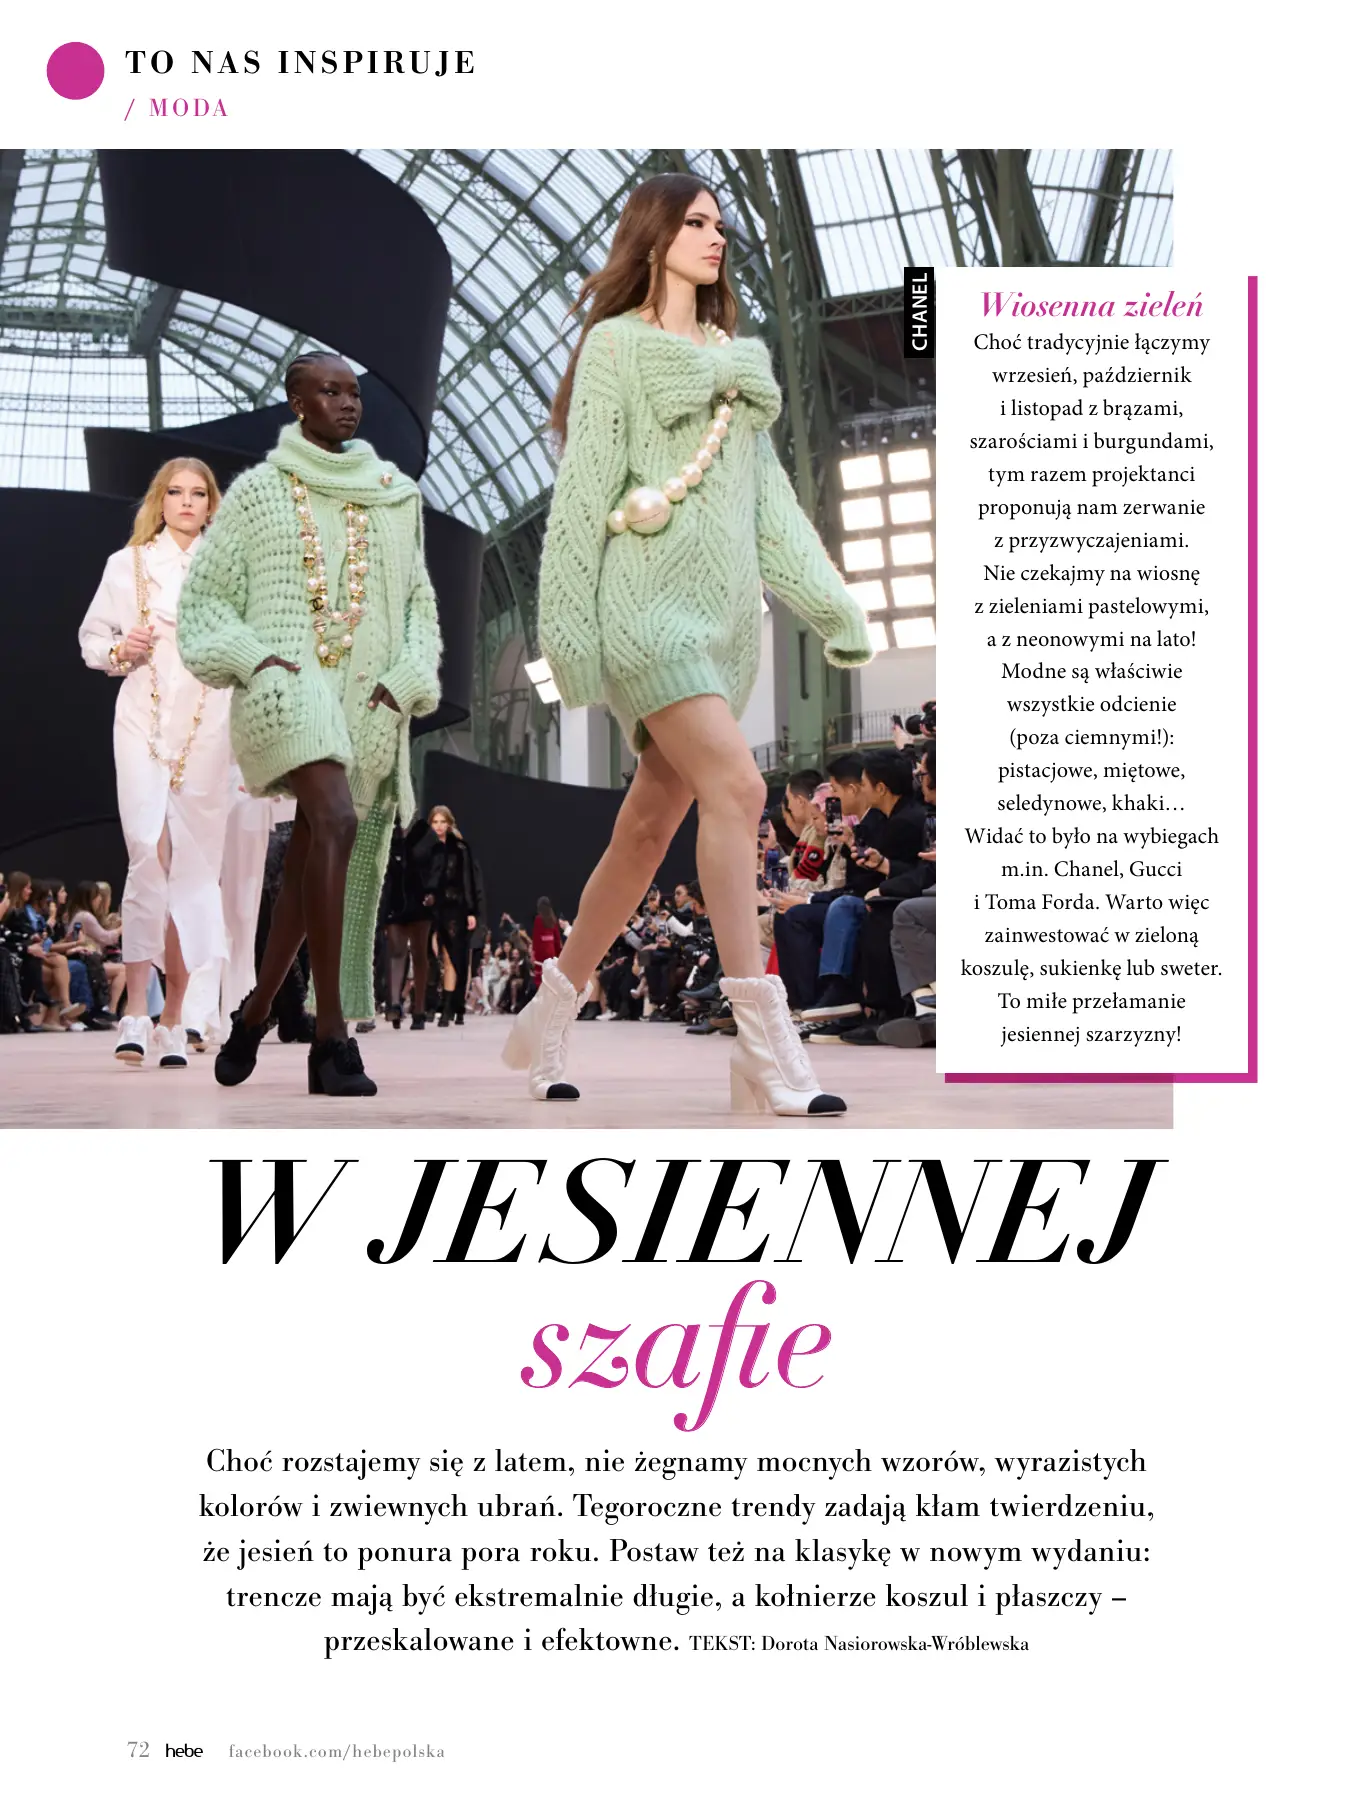 TO NAS INSPIRUJE
/ MODA
CHANEL
Wiosenna zieleń
Choć tradycyjnie łączymy
wrzesień, październik
i listopad z brązami,
szarościami i burgundami,
tym razem projektanci
proponują nam zerwanie
z przyzwyczajeniami.
Nie czekajmy na wiosnę
z zieleniami pastelowymi,
a z neonowymi na lato!
Modne są właściwie
wszystkie odcienie
(poza ciemnymi!):
pistacjowe, miętowe,
seledynowe, khaki…
Widać to było na wybiegach
m.in. Chanel, Gucci
i Toma Forda. Warto więc
zainwestować w zieloną
koszulę, sukienkę lub sweter.
To miłe przełamanie
jesiennej szarzyzny!
W JESIENNEJ
szafie
Choć rozstajemy się z latem, nie żegnamy mocnych wzorów, wyrazistych
kolorów i zwiewnych ubrań. Tegoroczne trendy zadają kłam twierdzeniu,
że jesień to ponura pora roku. Postaw też na klasykę w nowym wydaniu:
trencze mają być ekstremalnie długie, a kołnierze koszul i płaszczy –
przeskalowane i efektowne. TEKST: Dorota Nasiorowska-Wróblewska
72 hebe facebook.com/hebepolska